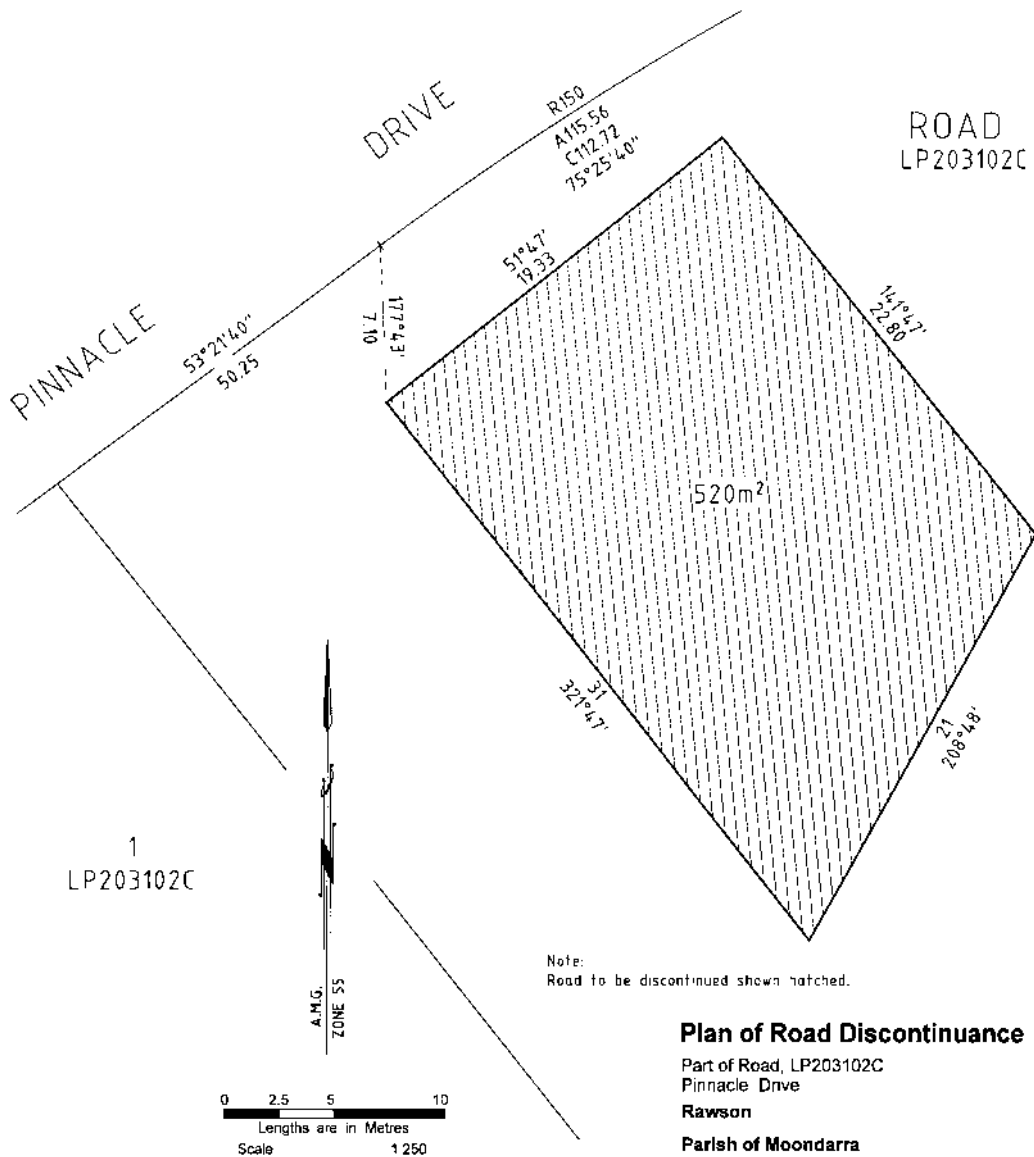 PINNACLE
DRIVE
R150
A115.56
C112.72
75°25'40"
ROAD
LP203102C
53°21'40"
50.25
177°43'
7.10
51°47'
19.33
141°47'
22.80
520m²
31
321°47'
21
208°48'
1
LP203102C
A.M.G.
ZONE 55
Note:
Road to be discontinued shown hatched.
0 2.5 5 10
Lengths are in Metres
Scale 1 250
Plan of Road Discontinuance
Part of Road, LP203102C
Pinnacle Drive
Rawson
Parish of Moondarra